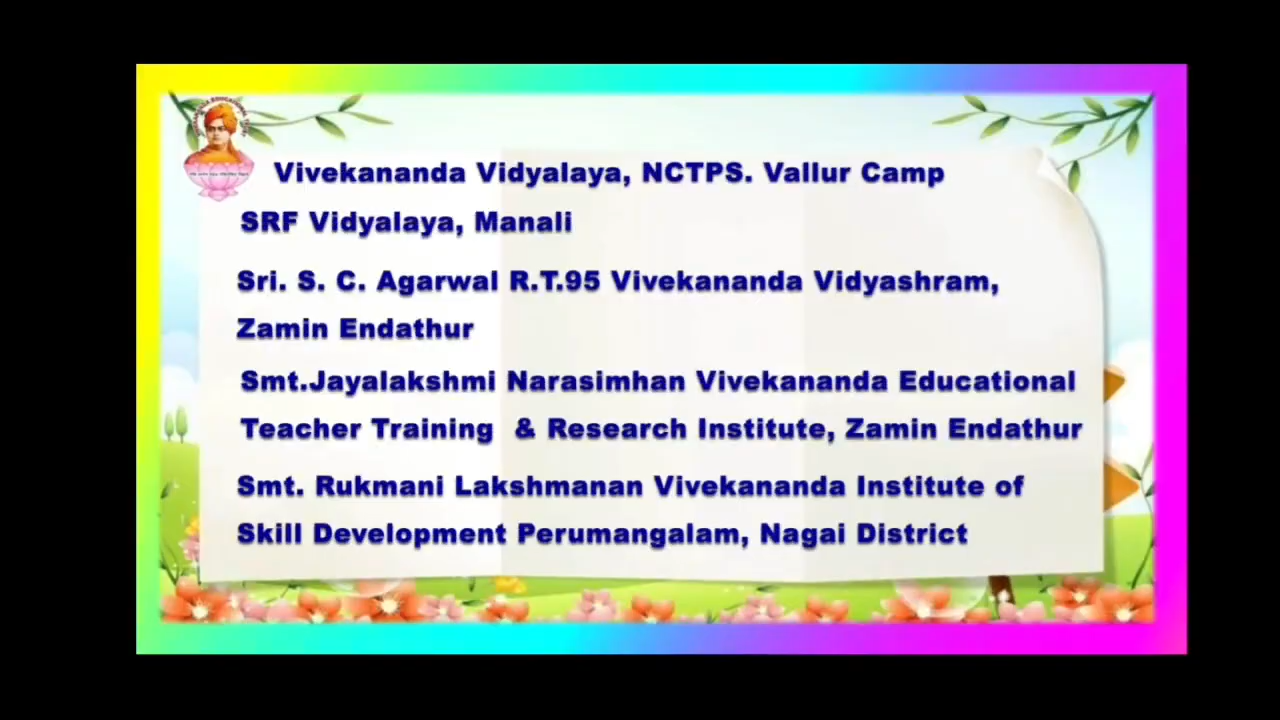 Vivekananda Vidyalaya, NCTPS. Vallur Camp
SRF Vidyalaya, Manali
Sri. S. C. Agarwal R.T.95 Vivekananda Vidyashram,
Zamin Endathur
Smt.Jayalakshmi Narasimhan Vivekananda Educational
Teacher Training & Research Institute, Zamin Endathur
Smt. Rukmani Lakshmanan Vivekananda Institute of
Skill Development Perumangalam, Nagai District